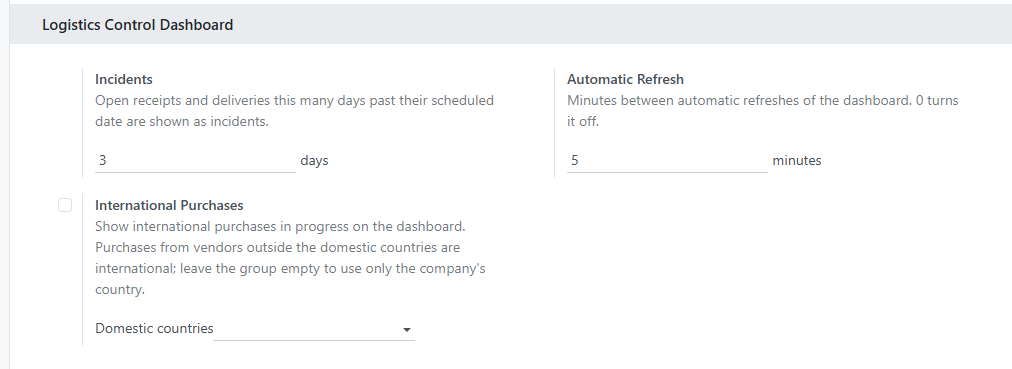 Logistics Control Dashboard
Incidents
Open receipts and deliveries this many days past their scheduled
date are shown as incidents.
3 days
Automatic Refresh
Minutes between automatic refreshes of the dashboard. 0 turns
it off.
5 minutes
International Purchases
Show international purchases in progress on the dashboard.
Purchases from vendors outside the domestic countries are
international; leave the group empty to use only the company's
country.
Domestic countries